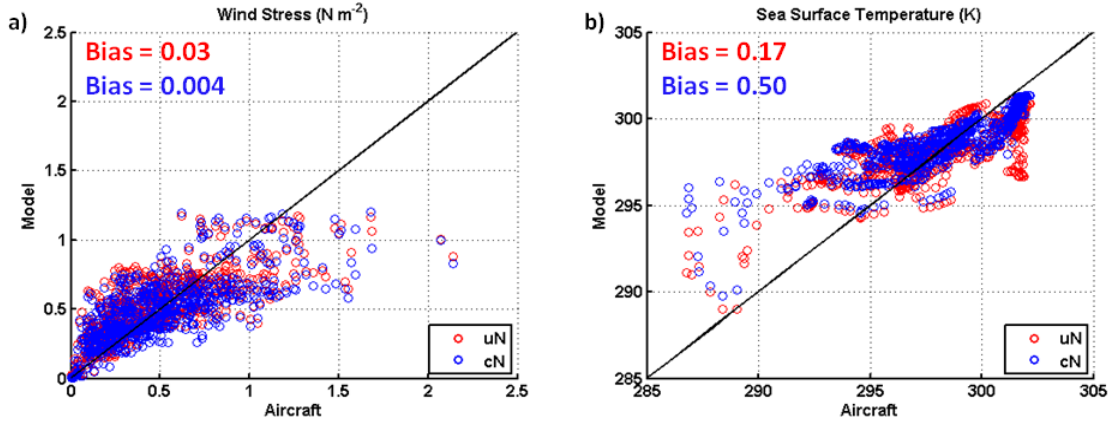 a)
Wind Stress (N m⁻²)
Bias = 0.03
Bias = 0.004
2.5
2
1.5
1
0.5
0
Model
0 0.5 1 1.5 2 2.5
Aircraft
uN
cN
b)
Sea Surface Temperature (K)
Bias = 0.17
Bias = 0.50
305
300
295
290
285
Model
285 290 295 300 305
Aircraft
uN
cN